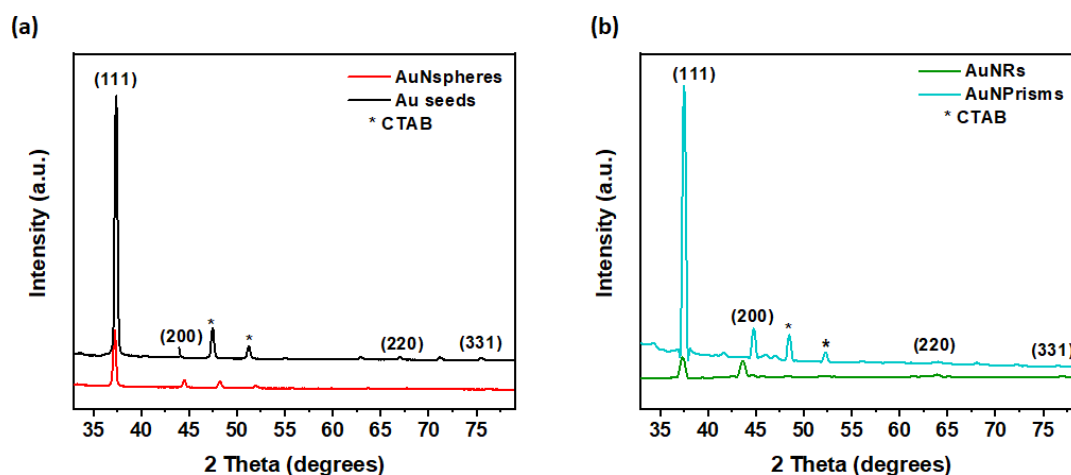 (a)
(111)
AuNspheres
Au seeds
* CTAB
(200)
*
*
(220)
(331)
Intensity (a.u.)
35 40 45 50 55 60 65 70 75
2 Theta (degrees)
(b)
(111)
AuNRs
AuNPrisms
* CTAB
(200)
*
*
(220)
(331)
Intensity (a.u.)
35 40 45 50 55 60 65 70 75
2 Theta (degrees)